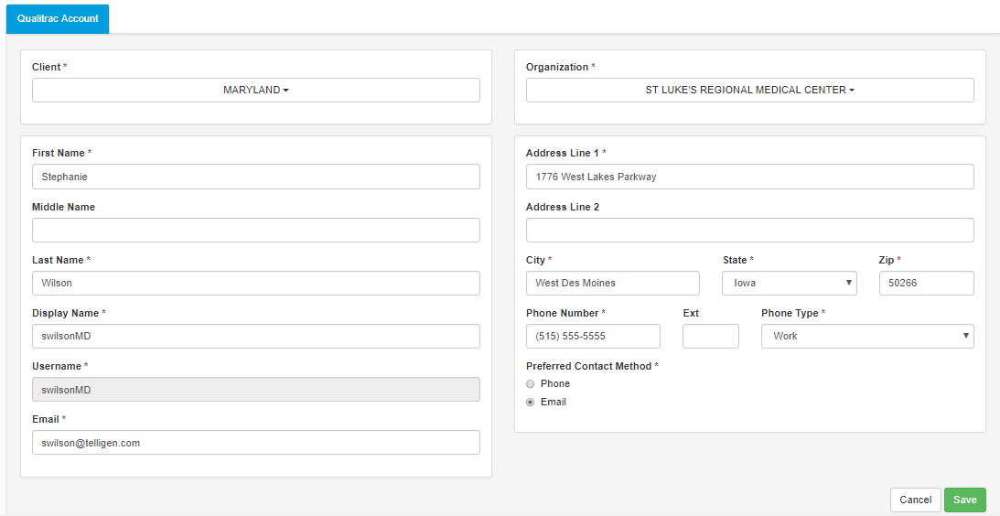 Qualitrac Account
Client *
MARYLAND
Organization *
ST LUKE'S REGIONAL MEDICAL CENTER
First Name *
Stephanie
Middle Name
Last Name *
Wilson
Display Name *
swilsonMD
Username *
swilsonMD
Email *
swilson@telligen.com
Address Line 1 *
1776 West Lakes Parkway
Address Line 2
City * State * Zip *
West Des Moines Iowa 50266
Phone Number * Ext Phone Type *
(515) 555-5555 Work
Preferred Contact Method *
Phone
Email
Cancel Save